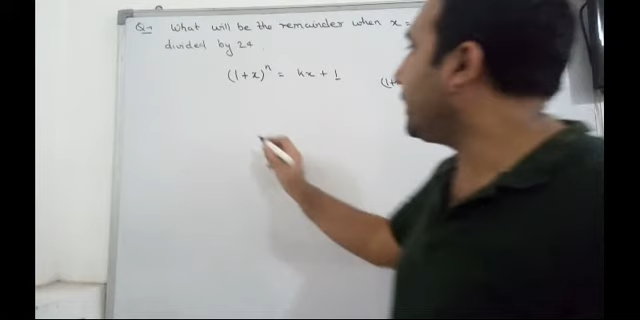 Q→ What will be the remainder when x =
divided by 24.
(1+x)ⁿ = kx + 1
(1+